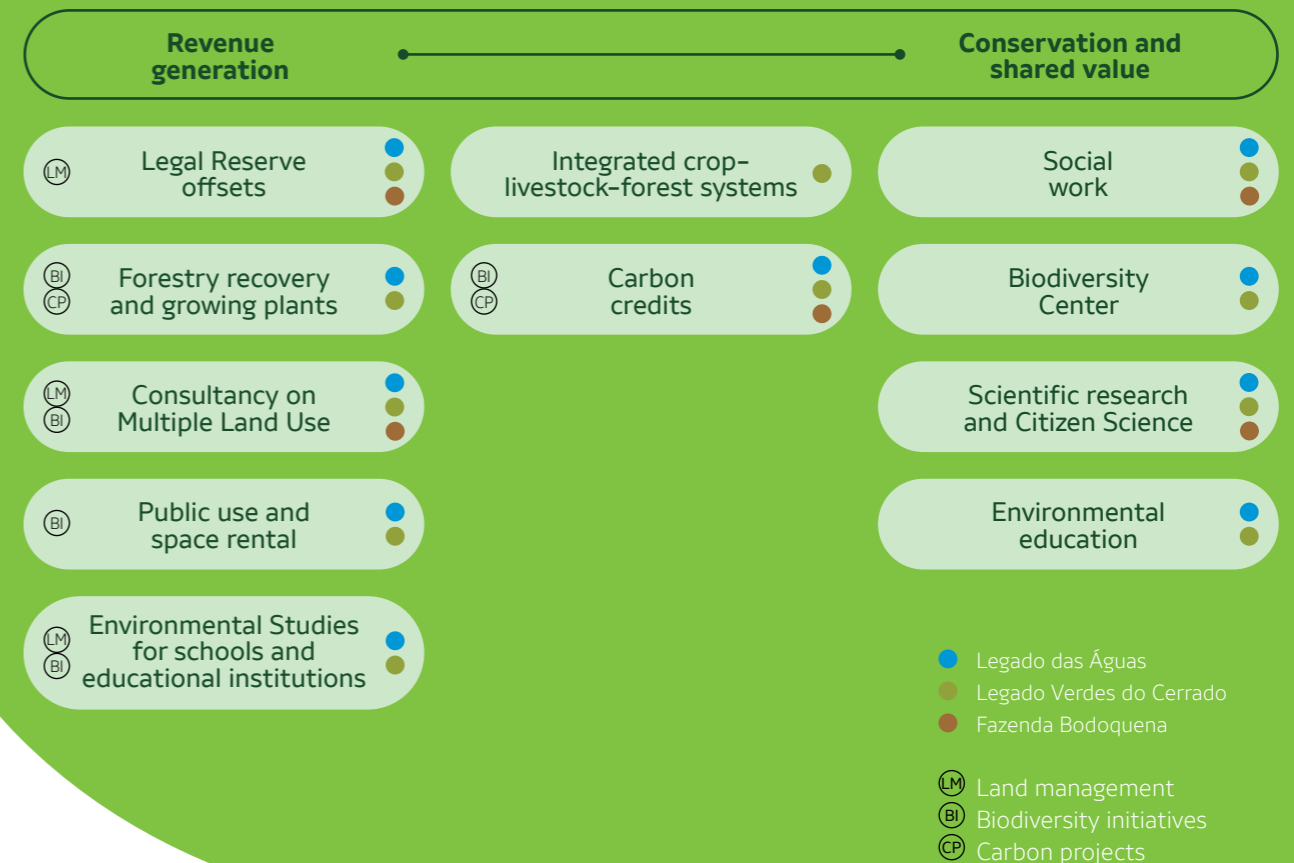 Revenue
generation
Conservation and
shared value
LM
Legal Reserve
offsets
BI
CP
Forestry recovery
and growing plants
LM
BI
Consultancy on
Multiple Land Use
BI
Public use and
space rental
LM
BI
Environmental Studies
for schools and
educational institutions
Integrated crop–
livestock–forest systems
BI
CP
Carbon
credits
Social
work
Biodiversity
Center
Scientific research
and Citizen Science
Environmental
education
Legado das Águas
Legado Verdes do Cerrado
Fazenda Bodoquena
LM Land management
BI Biodiversity initiatives
CP Carbon projects